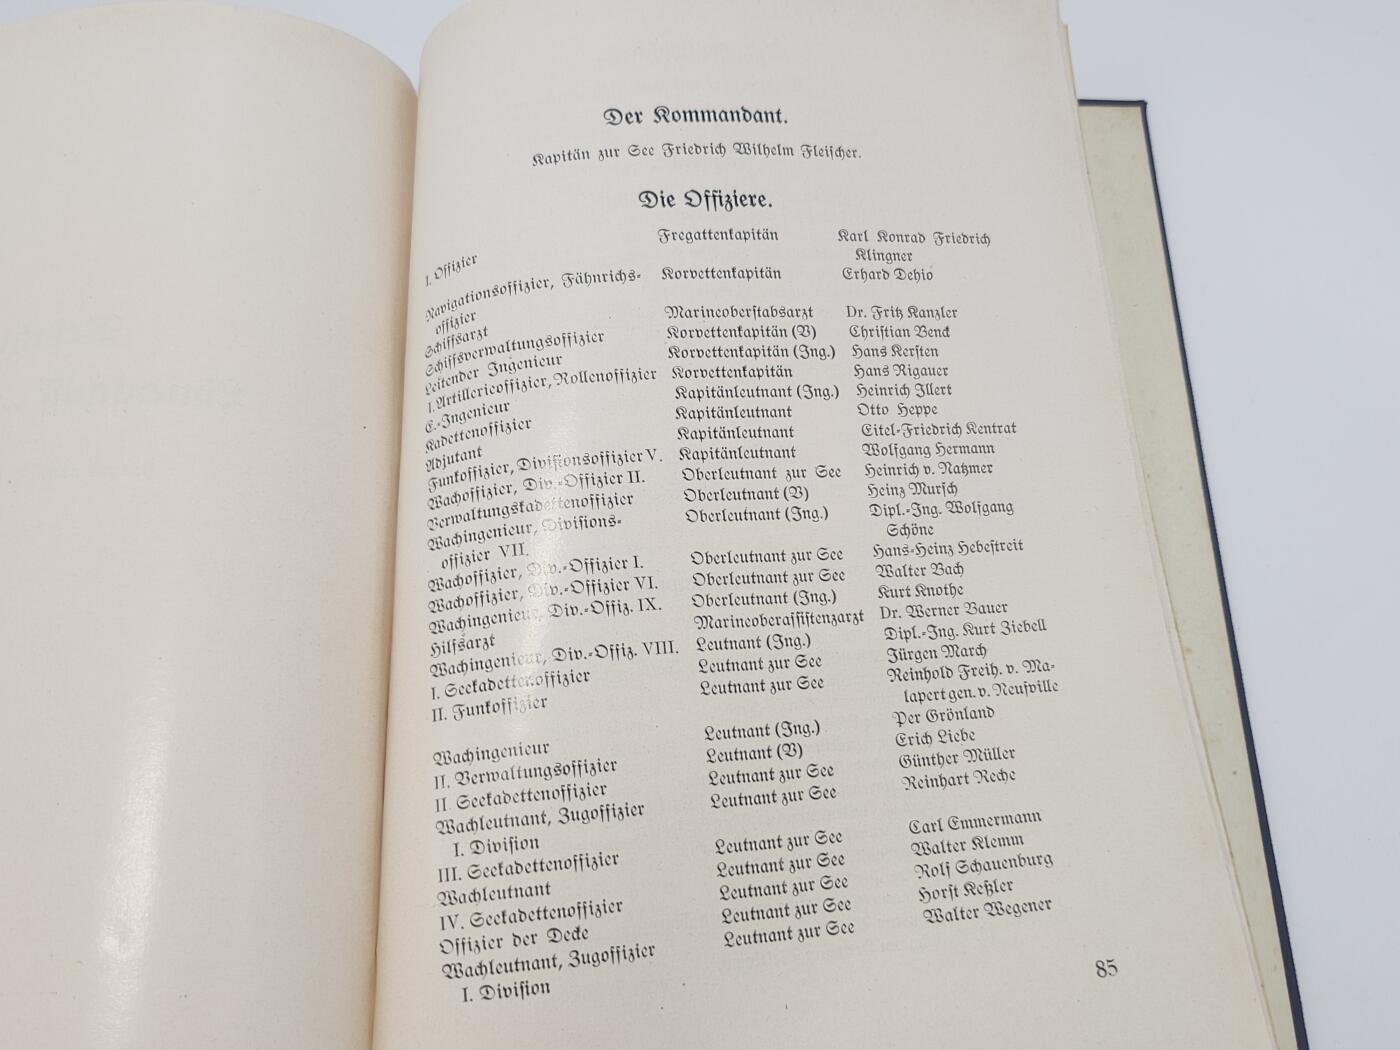 Der Kommandant.
Kapitän zur See Friedrich Wilhelm Fleischer.
Die Offiziere.
I. Offizier Fregattenkapitän Karl Konrad Friedrich
Klingner
Navigationsoffizier, Fähnrichs- Korvettenkapitän Erhard Dehio
offizier
Schiffsarzt Marineoberstabsarzt Dr. Fritz Kanzler
Schiffsverwaltungsoffizier Korvettenkapitän (V) Christian Benck
Leitender Ingenieur Korvettenkapitän (Ing.) Hans Kersten
I. Artillerieoffizier, Rollenoffizier Korvettenkapitän Hans Rigauer
E.-Ingenieur Kapitänleutnant (Ing.) Heinrich Illert
Kadettenoffizier Kapitänleutnant Otto Heppe
Adjutant Kapitänleutnant Eitel-Friedrich Kentrat
Funkoffizier, Divisionsoffizier V. Kapitänleutnant Wolfgang Hermann
Wachoffizier, Div.-Offizier II. Oberleutnant zur See Heinrich v. Natzmer
Verwaltungskadettenoffizier Oberleutnant (V) Heinz Mursch
Wachingenieur, Divisions- Oberleutnant (Ing.) Dipl.-Ing. Wolfgang
offizier VII. Schöne
Wachoffizier, Div.-Offizier I. Oberleutnant zur See Hans-Heinz Hebestreit
Wachoffizier, Div.-Offizier VI. Oberleutnant zur See Walter Bach
Wachingenieur, Div.-Offiz. IX. Oberleutnant (Ing.) Kurt Knothe
Hilfsarzt Marineoberassistenzarzt Dr. Werner Bauer
Wachingenieur, Div.-Offiz. VIII. Leutnant (Ing.) Dipl.-Ing. Kurt Ziebell
I. Seekadettenoffizier Leutnant zur See Jürgen March
II. Funkoffizier Leutnant zur See Reinhold Freih. v. Ma-
lapert gen. v. Neufville
Wachingenieur Leutnant (Ing.) Per Grönland
II. Verwaltungsoffizier Leutnant (V) Erich Liebe
II Seekadettenoffizier Leutnant zur See Günther Müller
Wachleutnant, Zugoffizier Leutnant zur See Reinhart Reche
I. Division
III. Seekadettenoffizier Leutnant zur See Carl Emmermann
Wachleutnant Leutnant zur See Walter Klemm
IV. Seekadettenoffizier Leutnant zur See Rolf Schauenburg
Offizier der Decke Leutnant zur See Horst Keßler
Wachleutnant, Zugoffizier Leutnant zur See Walter Wegener
I. Division
85